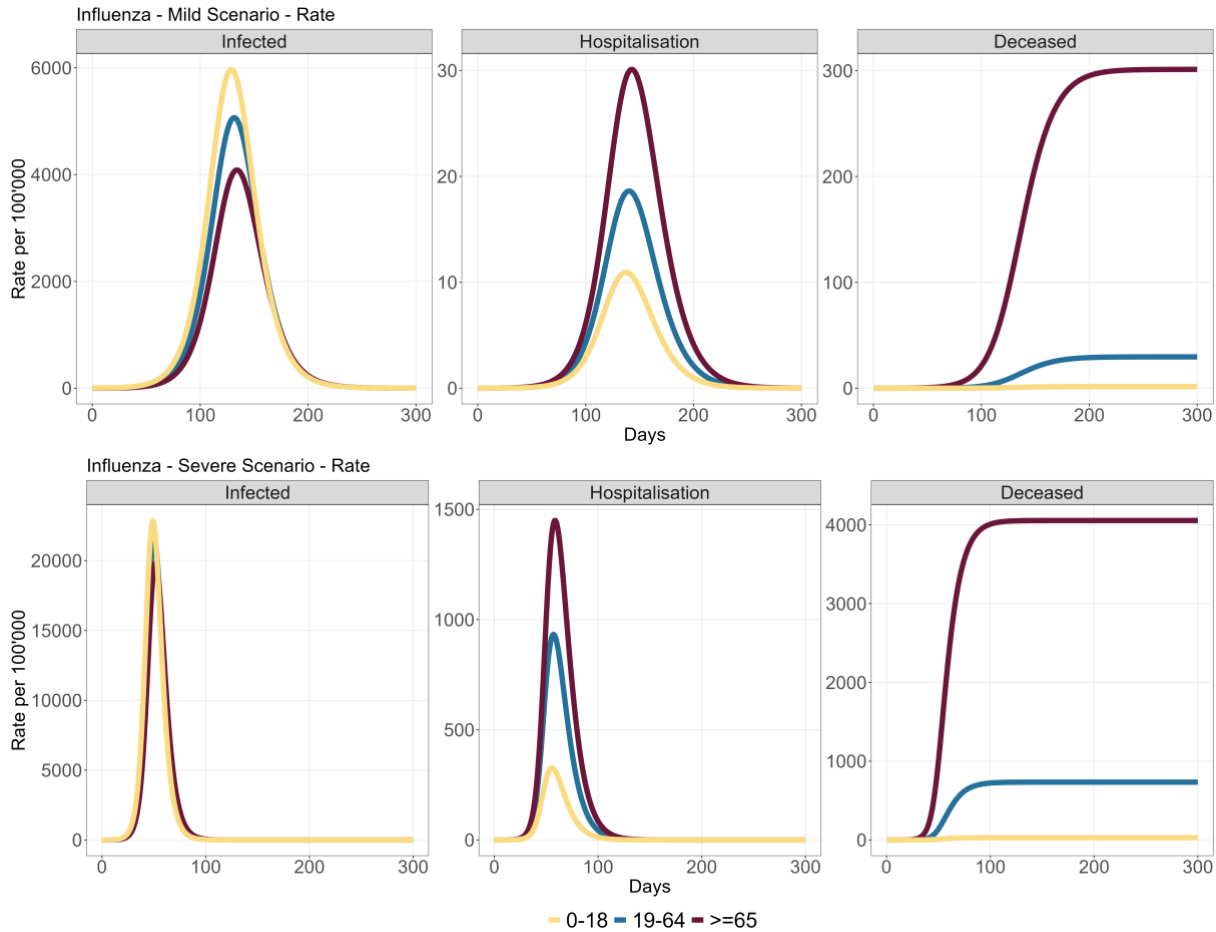 Influenza - Mild Scenario - Rate
Infected Hospitalisation Deceased
Rate per 100'000
6000
4000
2000
0
0 100 200 300
30
20
10
0
0 100 200 300
300
200
100
0
0 100 200 300
Days
Influenza - Severe Scenario - Rate
Infected Hospitalisation Deceased
Rate per 100'000
20000
15000
10000
5000
0
0 100 200 300
1500
1000
500
0
0 100 200 300
4000
3000
2000
1000
0
0 100 200 300
Days
0-18 19-64 >=65